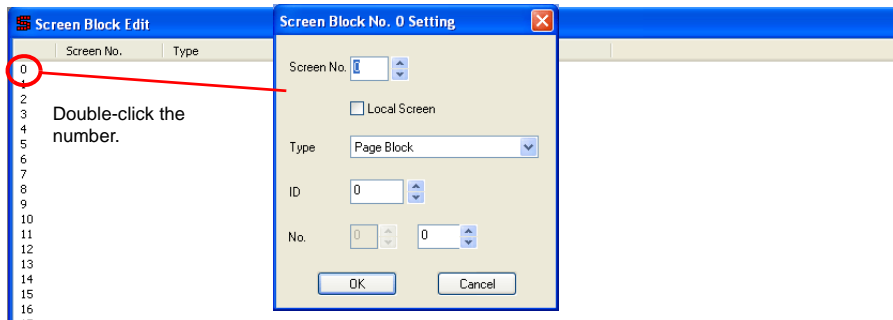 Screen Block Edit
Screen No. Type
0
1
2
3
4
5
6
7
8
9
10
11
12
13
14
15
16
Double-click the
number.
Screen Block No. 0 Setting
Screen No. 0
Local Screen
Type Page Block
ID 0
No. 0 0
OK Cancel